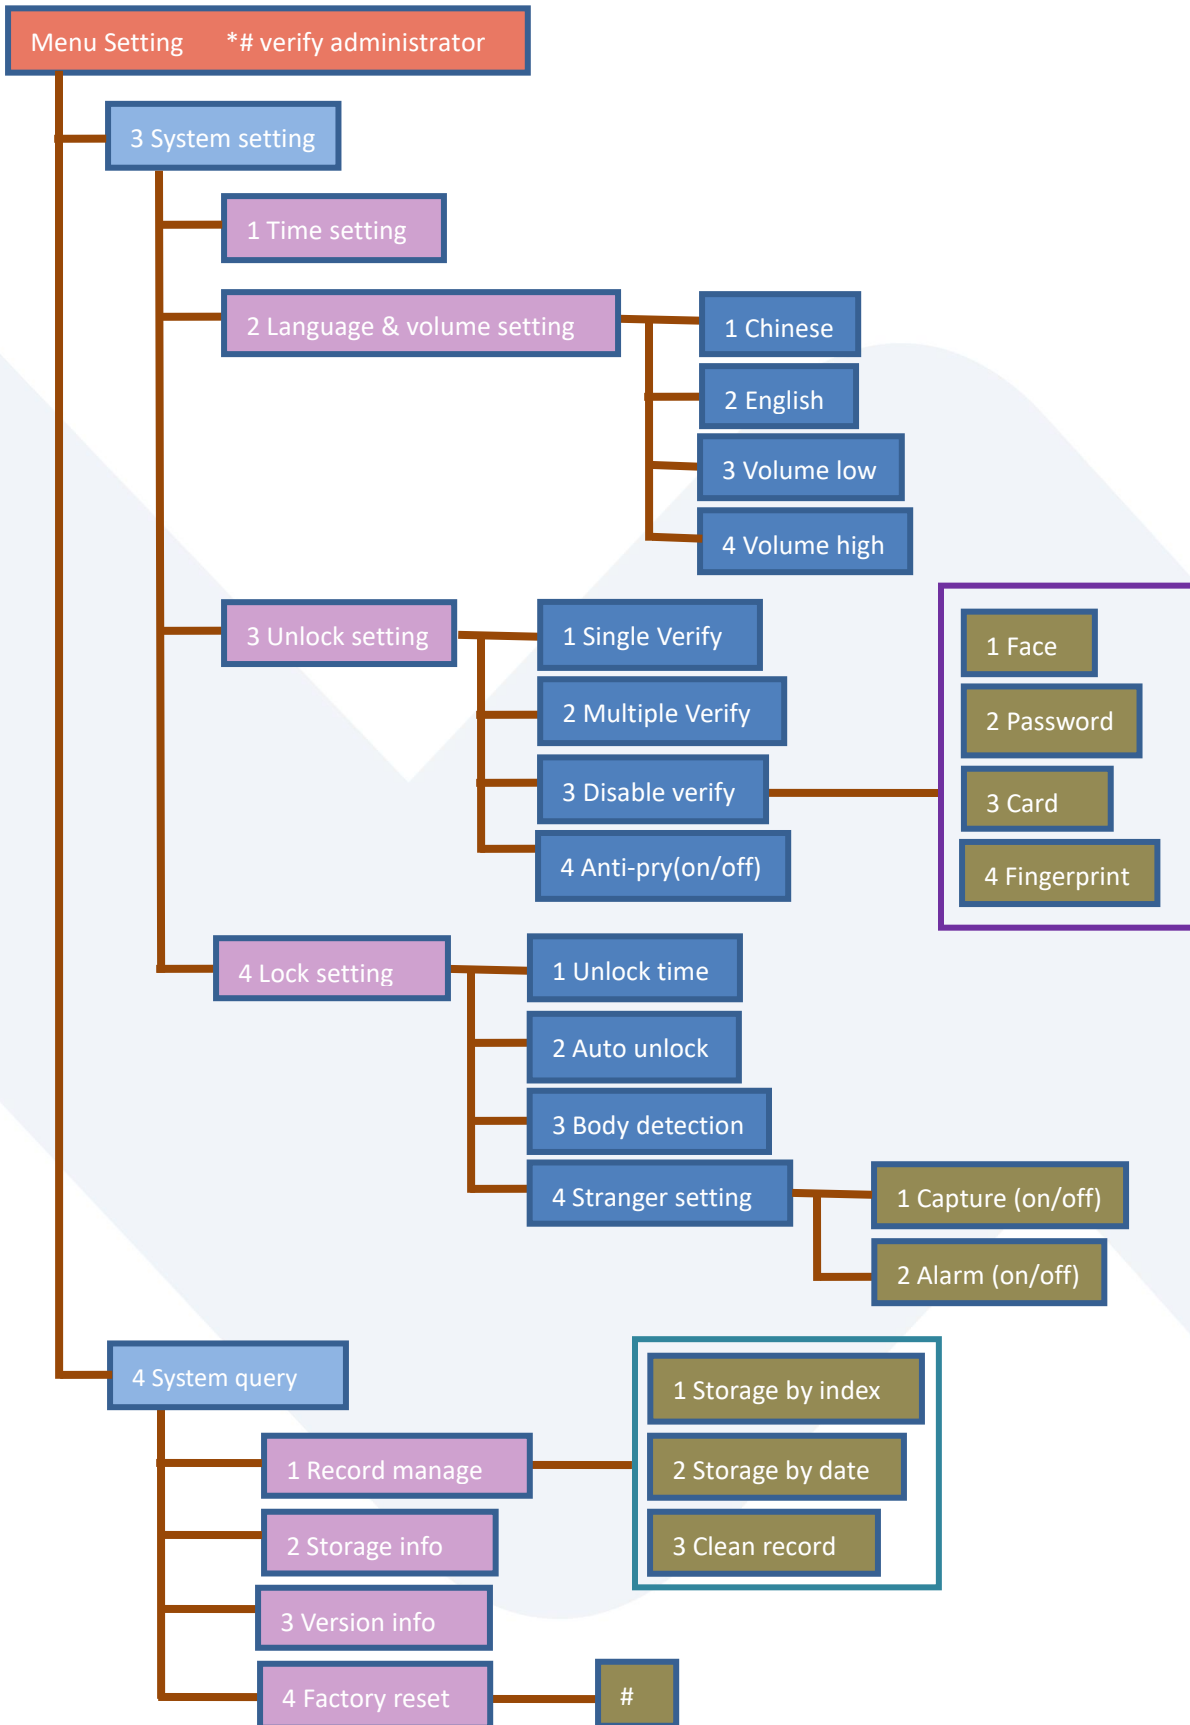 Menu Setting *# verify administrator
3 System setting
1 Time setting
2 Language & volume setting
1 Chinese
2 English
3 Volume low
4 Volume high
3 Unlock setting
1 Single Verify
2 Multiple Verify
3 Disable verify
4 Anti-pry(on/off)
1 Face
2 Password
3 Card
4 Fingerprint
4 Lock setting
1 Unlock time
2 Auto unlock
3 Body detection
4 Stranger setting
1 Capture (on/off)
2 Alarm (on/off)
4 System query
1 Record manage
1 Storage by index
2 Storage by date
3 Clean record
2 Storage info
3 Version info
4 Factory reset
#